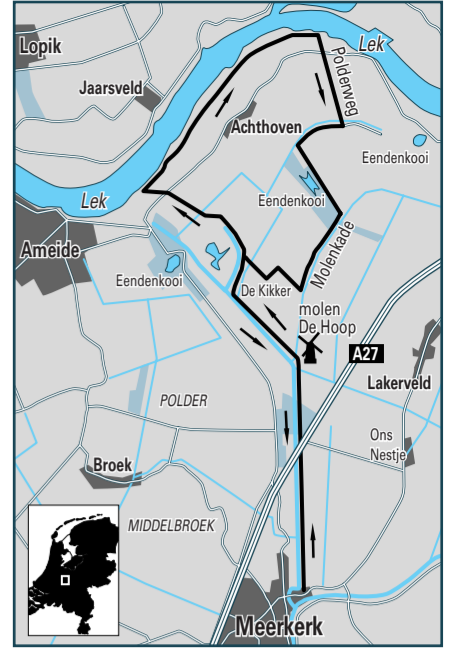 Lopik
Lek
Jaarsveld
Polderweg
Achthoven
Eendenkooi
Lek
Eendenkooi
Ameide
Molenkade
Eendenkooi
De Kikker
molen
De Hoop
A27
Lakerveld
POLDER
Ons
Nestje
Broek
MIDDELBROEK
Meerkerk